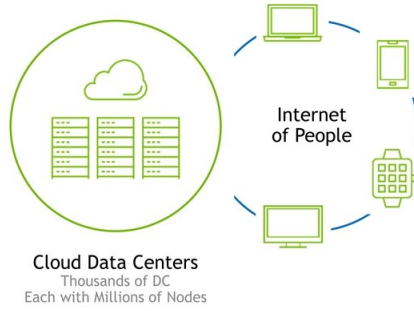 Internet
of People
Cloud Data Centers
Thousands of DC
Each with Millions of Nodes